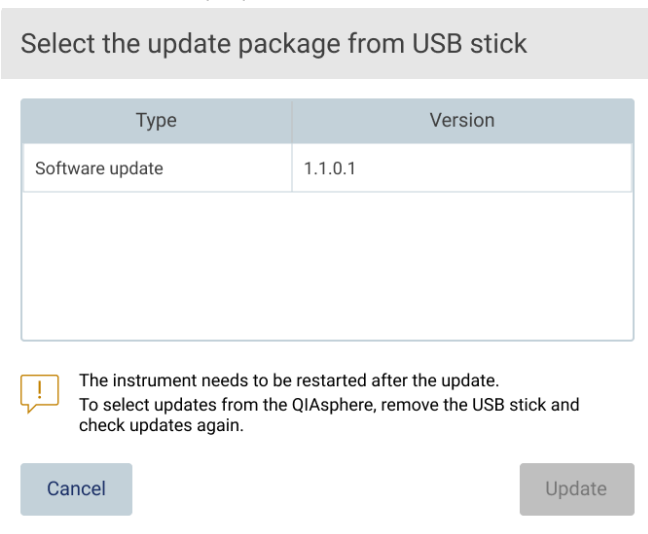 Select the update package from USB stick
Type Version
Software update 1.1.0.1
!
The instrument needs to be restarted after the update.
To select updates from the QIAsphere, remove the USB stick and
check updates again.
Cancel Update